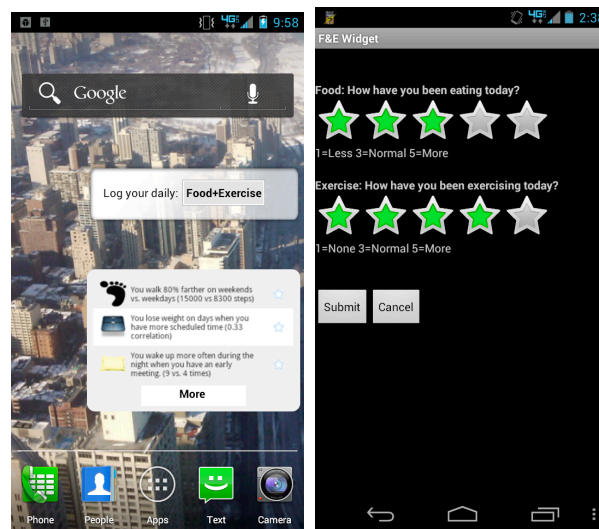 4G
9:58
Google
Log your daily: Food+Exercise
You walk 80% farther on weekends
vs. weekdays (15000 vs 8300 steps)
You lose weight on days when you
have more scheduled time (0.33
correlation)
You wake up more often during the
night when you have an early
meeting. (9 vs. 4 times)
More
Phone
People
Apps
Text
Camera
4G
2:3
F&E Widget
Food: How have you been eating today?
1=Less 3=Normal 5=More
Exercise: How have you been exercising today?
1=None 3=Normal 5=More
Submit
Cancel